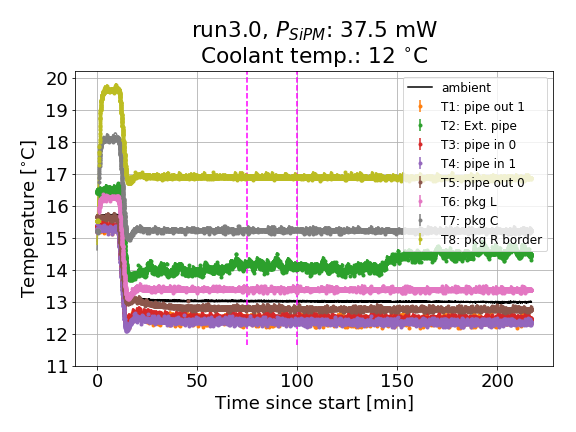 run3.0, P_SiPM: 37.5 mW
Coolant temp.: 12 °C
Temperature [°C]
20
19
18
17
16
15
14
13
12
11
ambient
T1: pipe out 1
T2: Ext. pipe
T3: pipe in 0
T4: pipe in 1
T5: pipe out 0
T6: pkg L
T7: pkg C
T8: pkg R border
0 50 100 150 200
Time since start [min]